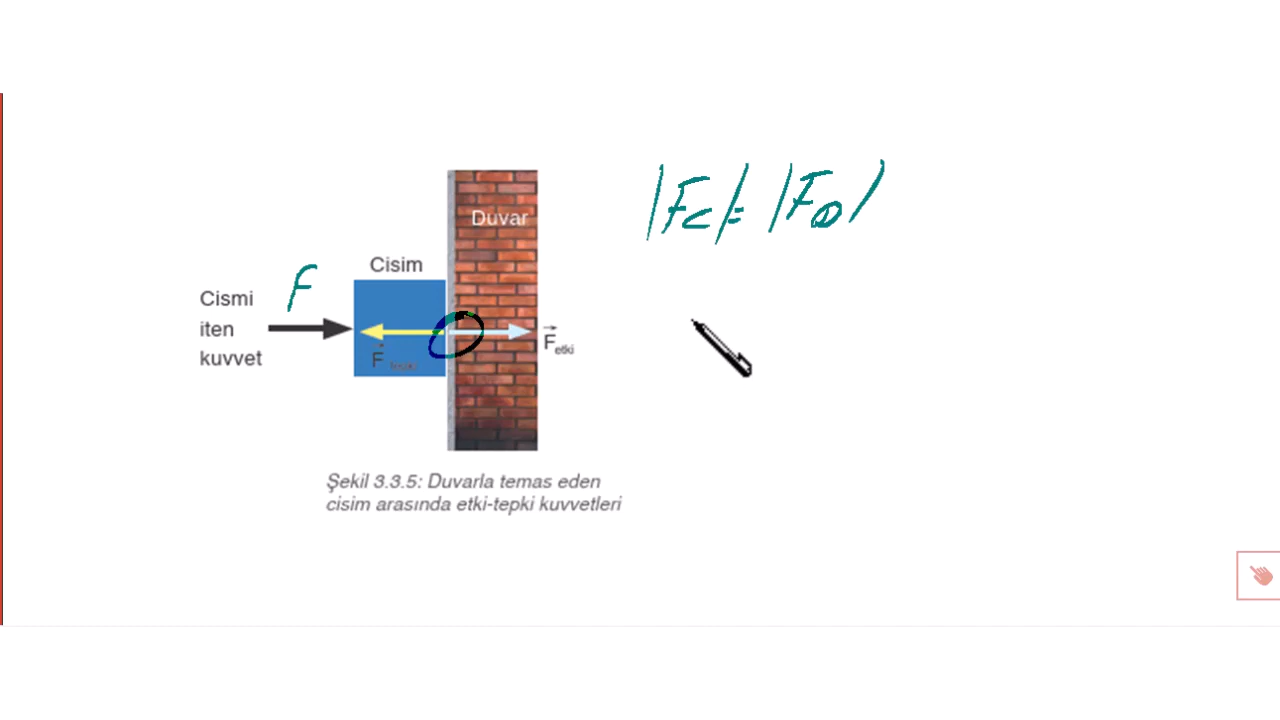 |Fc| = |FD|
Duvar
Cisim
F
Cismi
iten
kuvvet
F etki
F tepki
Şekil 3.3.5: Duvarla temas eden
cisim arasında etki-tepki kuvvetleri